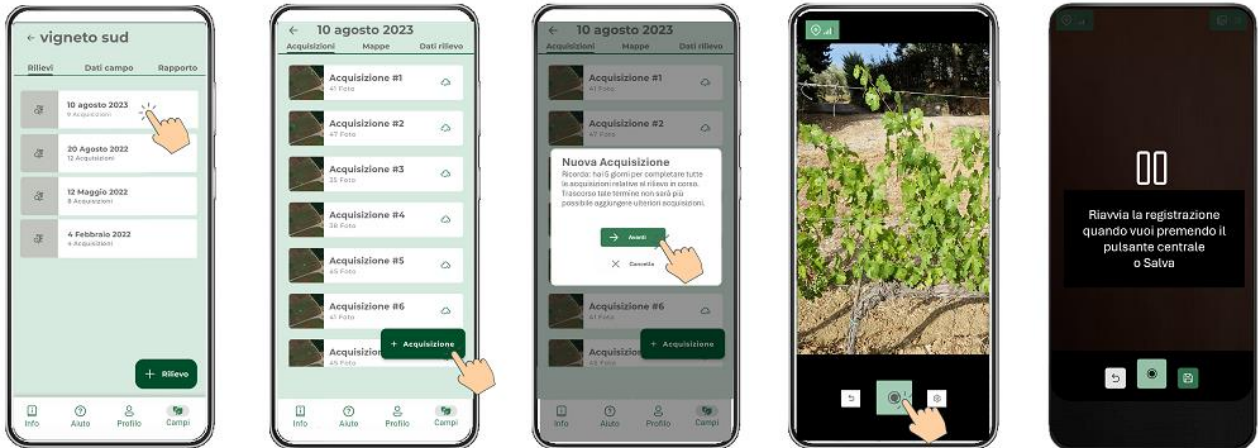 ← vigneto sud
Rilievi Dati campo Rapporto
10 agosto 2023
9 Acquisizioni
20 Agosto 2022
12 Acquisizioni
12 Maggio 2022
8 Acquisizioni
4 Febbraio 2022
4 Acquisizioni
+ Rilievo
Info Aiuto Profilo Campi
← 10 agosto 2023
Acquisizioni Mappe Dati rilievo
Acquisizione #1
41 Foto
Acquisizione #2
47 Foto
Acquisizione #3
35 Foto
Acquisizione #4
38 Foto
Acquisizione #5
45 Foto
Acquisizione #6
41 Foto
Acquisizion
45 Foto
+ Acquisizione
Info Aiuto Profilo Campi
← 10 agosto 2023
Acquisizioni Mappe Dati rilievo
Acquisizione #1
41 Foto
Acquisizione #2
47 Foto
Nuova Acquisizione
Ricorda: hai 5 giorni per completare tutte
le acquisizioni relative al rilievo in corso.
Trascorso tale termine non sarà più
possibile aggiungere ulteriori acquisizioni.
→ Avanti
× Cancella
Acquisizione #6
41 Foto
Acquisizion
+ Acquisizione
Info Aiuto Profilo Campi
Riavvia la registrazione
quando vuoi premendo il
pulsante centrale
o Salva